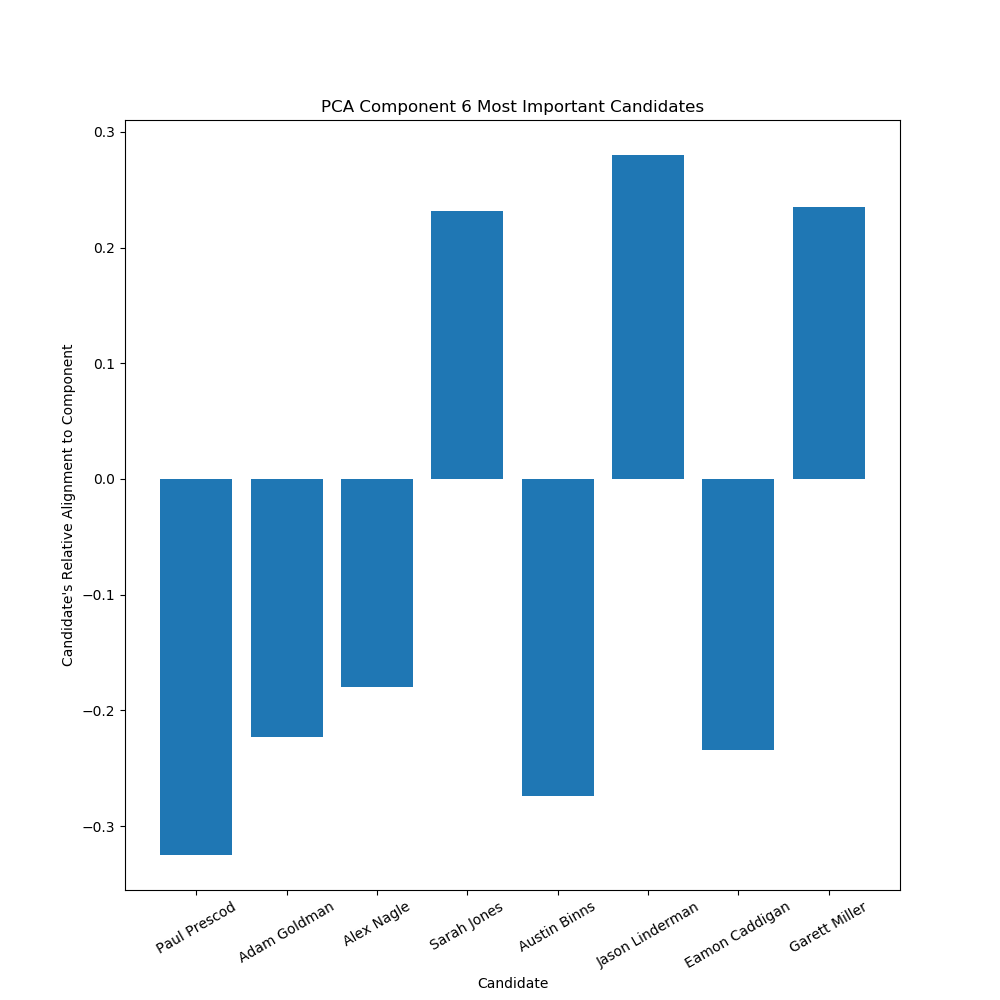 PCA Component 6 Most Important Candidates
0.3
0.2
0.1
0.0
−0.1
−0.2
−0.3
Candidate's Relative Alignment to Component
Paul Prescod
Adam Goldman
Alex Nagle
Sarah Jones
Austin Binns
Jason Linderman
Eamon Caddigan
Garett Miller
Candidate